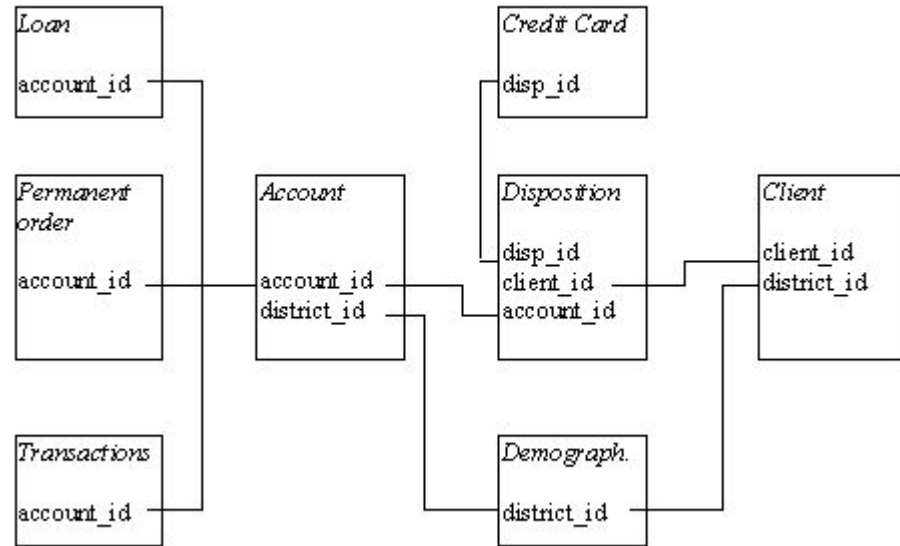 Loan
account_id
Credit Card
disp_id
Permanent
order
account_id
Account
account_id
district_id
Disposition
disp_id
client_id
account_id
Client
client_id
district_id
Transactions
account_id
Demograph.
district_id